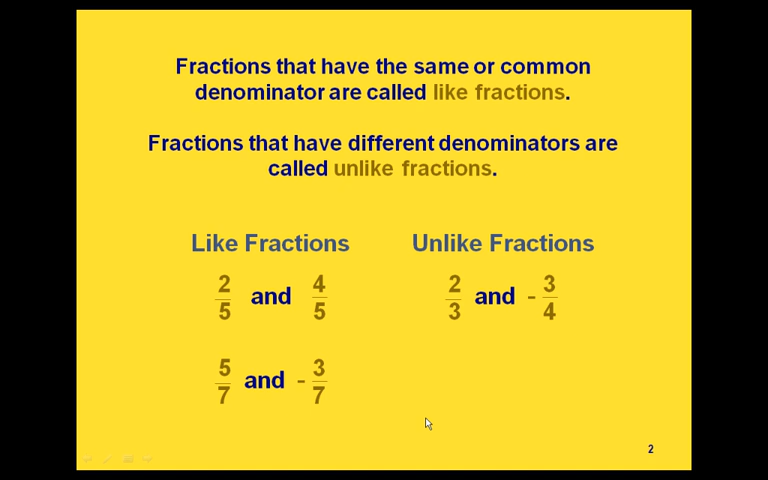 Fractions that have the same or common
denominator are called like fractions.
Fractions that have different denominators are
called unlike fractions.
Like Fractions
2/5 and 4/5
5/7 and - 3/7
Unlike Fractions
2/3 and - 3/4
2